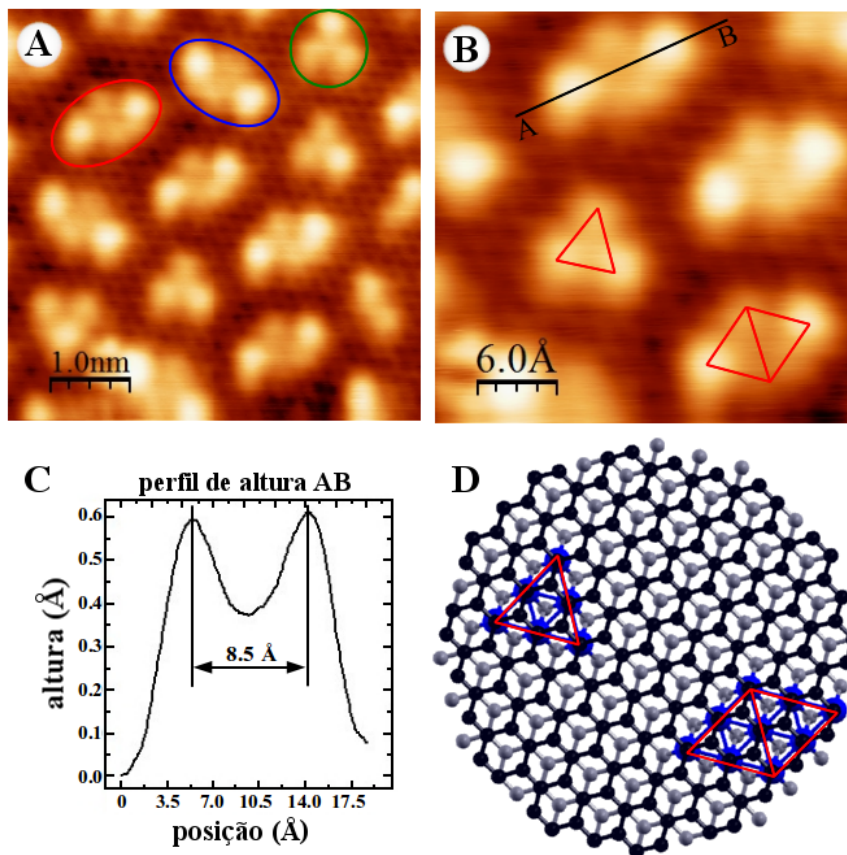 A
B
1.0nm
A
B
6.0Å
C
D
perfil de altura AB
altura (Å)
0.6
0.5
0.4
0.3
0.2
0.1
0.0
8.5 Å
0 3.5 7.0 10.5 14.0 17.5
posição (Å)